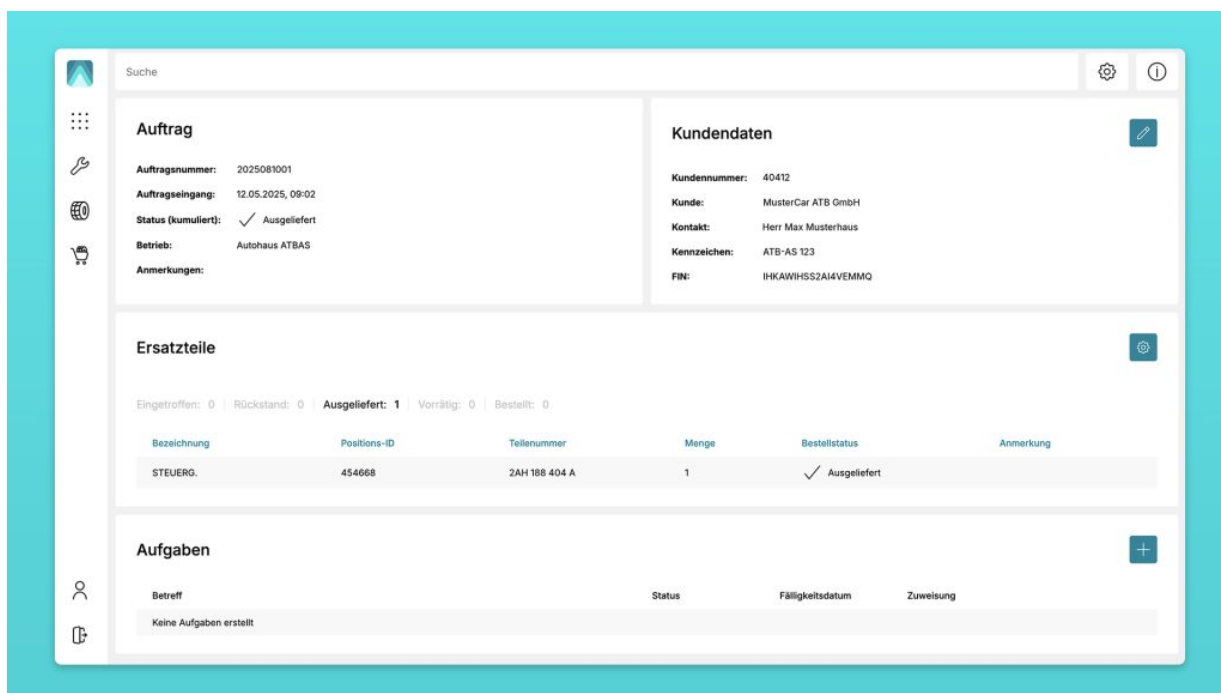 Suche
Auftrag
Auftragsnummer: 2025081001
Auftragseingang: 12.05.2025, 09:02
Status (kumuliert): Ausgeliefert
Betrieb: Autohaus ATBAS
Anmerkungen:
Kundendaten
Kundennummer: 40412
Kunde: MusterCar ATB GmbH
Kontakt: Herr Max Musterhaus
Kennzeichen: ATB-AS 123
FIN: IHKAWIHSS2AI4VEMMQ
Ersatzteile
Eingetroffen: 0 Rückstand: 0 Ausgeliefert: 1 Vorrätig: 0 Bestellt: 0
Bezeichnung Positions-ID Teilenummer Menge Bestellstatus Anmerkung
STEUERG. 454668 2AH 188 404 A 1 Ausgeliefert
Aufgaben
Betreff Status Fälligkeitsdatum Zuweisung
Keine Aufgaben erstellt